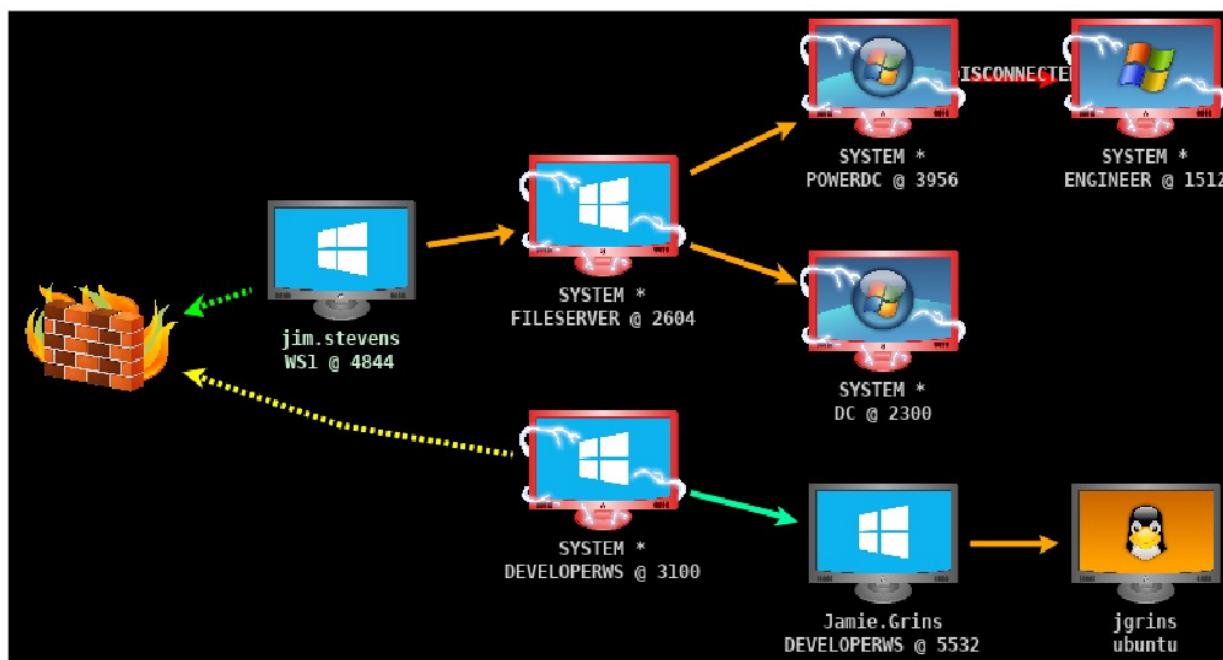 DISCONNECTE
SYSTEM *
POWERDC @ 3956
SYSTEM *
ENGINEER @ 1512
SYSTEM *
FILESERVER @ 2604
jim.stevens
WS1 @ 4844
SYSTEM *
DC @ 2300
SYSTEM *
DEVELOPERWS @ 3100
Jamie.Grins
DEVELOPERWS @ 5532
jgrins
ubuntu